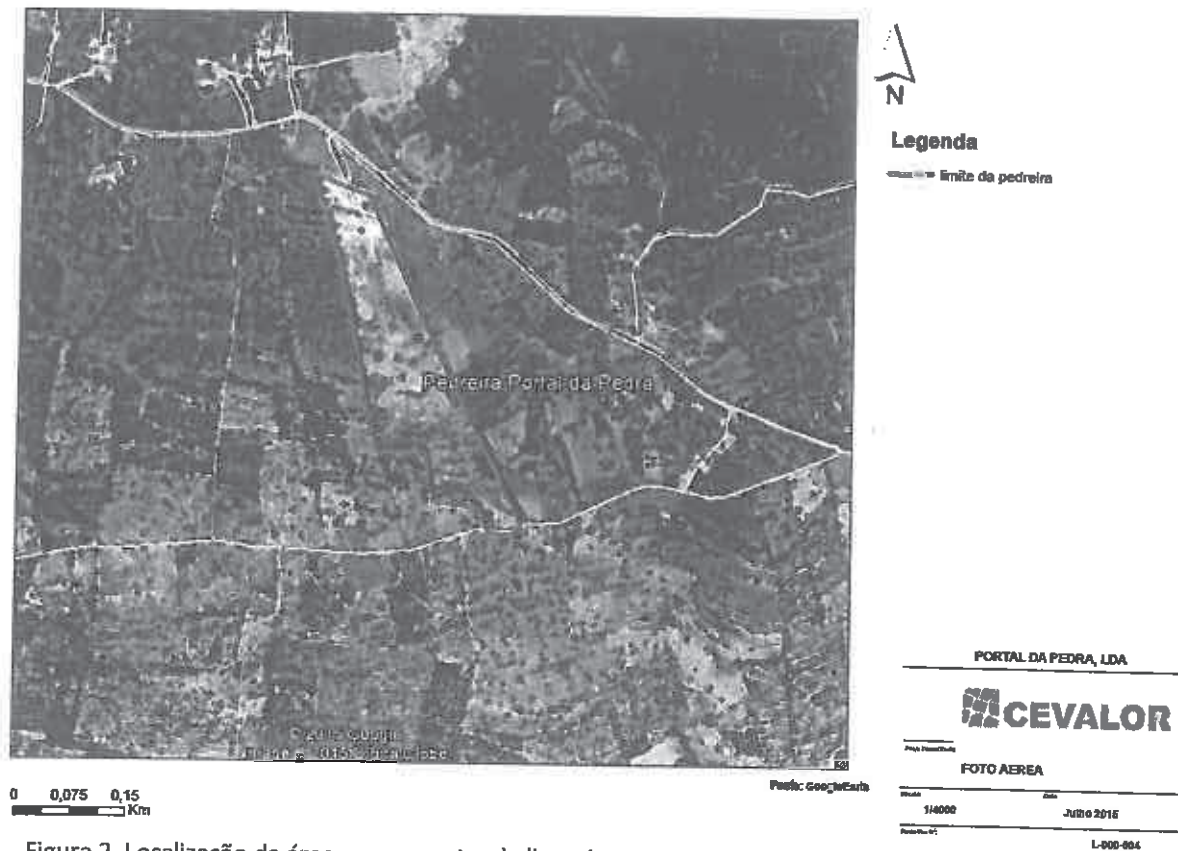 N
Legenda
limite da pedreira
Pedreira Portal da Pedra
PORTAL DA PEDRA, LDA
CEVALOR
FOTO AEREA
1/4000
Julho 2015
L-000-004
Fonte: GoogleEarth
0 0,075 0,15
Km
Figura 2. Localização da área